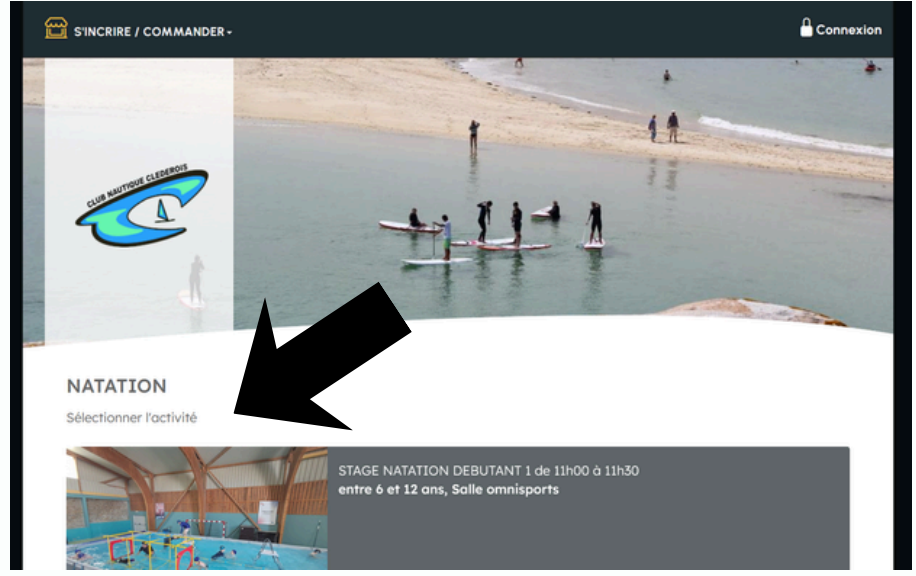 S'INCRIRE / COMMANDER
Connexion
CLUB NAUTIQUE CLEDEROIS
NATATION
Sélectionner l'activité
STAGE NATATION DEBUTANT 1 de 11h00 à 11h30
entre 6 et 12 ans, Salle omnisports